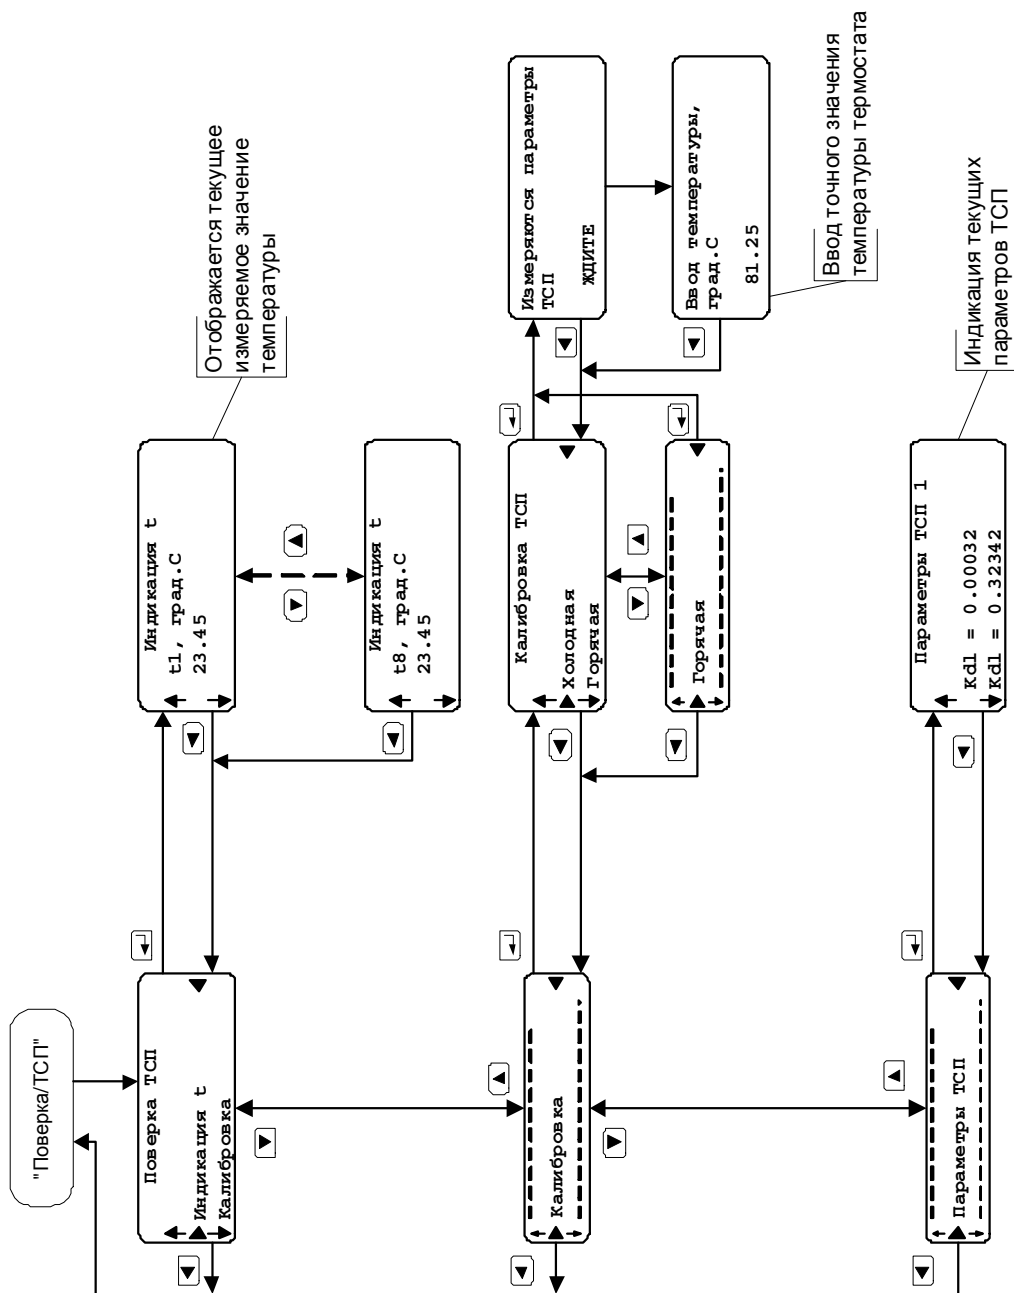 "Поверка/ТСП"
Поверка ТСП
Индикация t
Калибровка
Калибровка
Параметры ТСП
Индикация t
t1, град.С
23.45
Индикация t
t8, град.С
23.45
Отображается текущее
измеряемое значение
температуры
Калибровка ТСП
Холодная
Горячая
Горячая
Измеряются параметры
ТСП
ЖДИТЕ
Ввод температуры,
град.С
81.25
Ввод точного значения
температуры термостата
Параметры ТСП 1
Kd1 = 0.00032
Kd1 = 0.32342
Индикация текущих
параметров ТСП